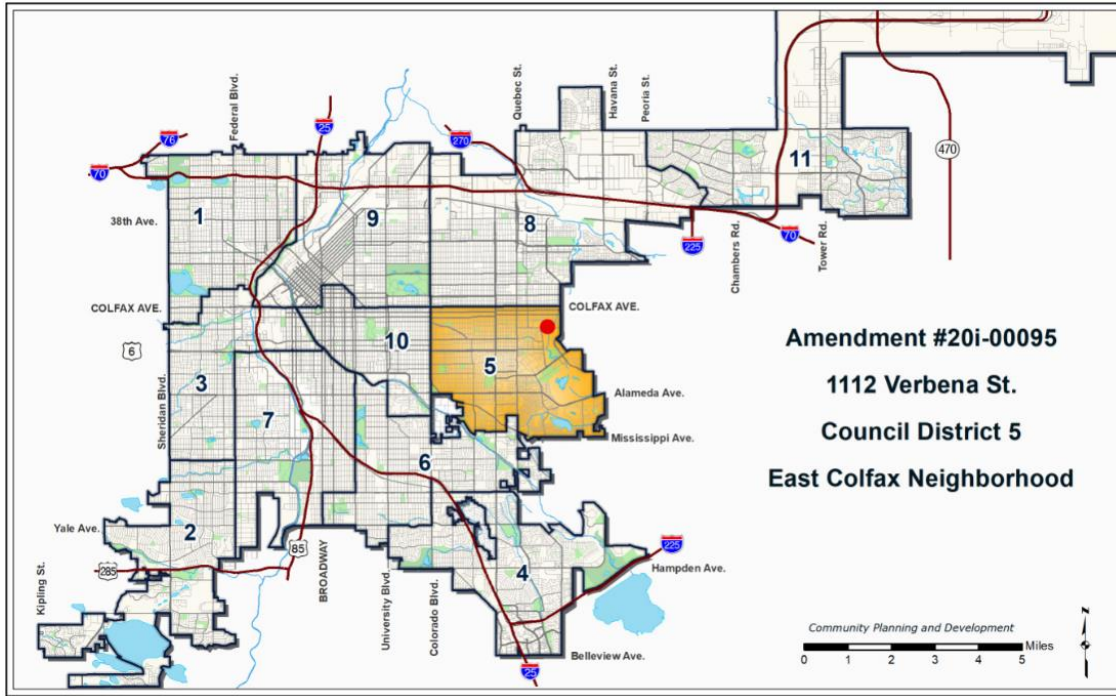 Federal Blvd.
Quebec St.
Havana St.
Peoria St.
76
25
270
70
470
11
1
38th Ave.
9
8
225
Chambers Rd.
70
Tower Rd.
COLFAX AVE.
COLFAX AVE.
6
10
5
3
Sheridan Blvd.
7
Alameda Ave.
Mississippi Ave.
6
2
Yale Ave.
285
85
BROADWAY
University Blvd.
Colorado Blvd.
4
225
Hampden Ave.
Kipling St.
25
Belleview Ave.
Amendment #20i-00095
1112 Verbena St.
Council District 5
East Colfax Neighborhood
Community Planning and Development
Miles
0 1 2 3 4 5